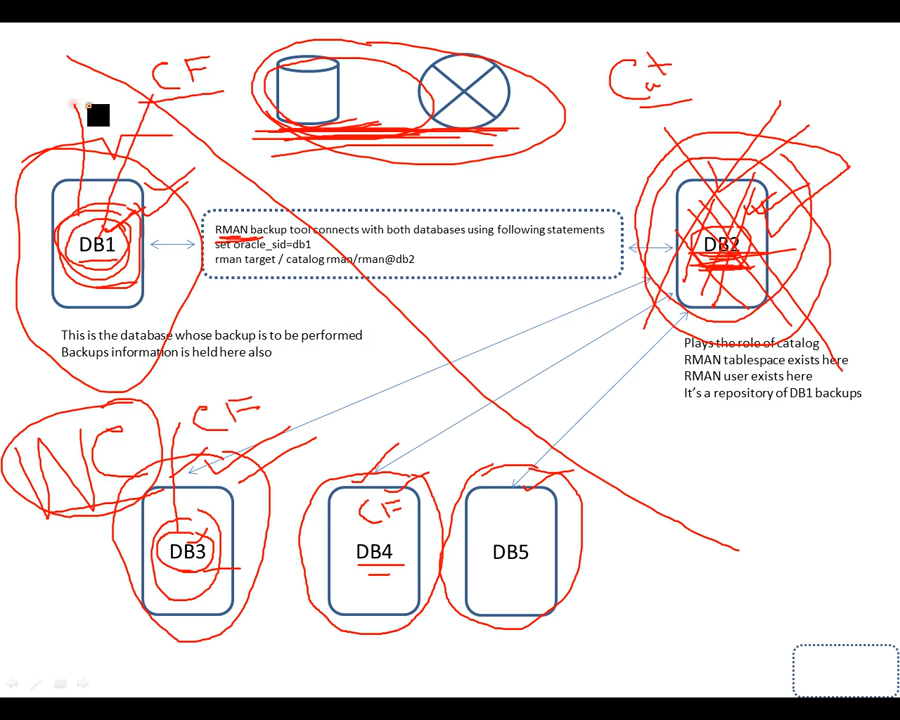 CF
Cat
DB1
RMAN backup tool connects with both databases using following statements
set oracle_sid=db1
rman target / catalog rman/rman@db2
DB2
This is the database whose backup is to be performed
Backups information is held here also
Plays the role of catalog
RMAN tablespace exists here
RMAN user exists here
It's a repository of DB1 backups
NC
CF
CF
DB3
DB4
DB5